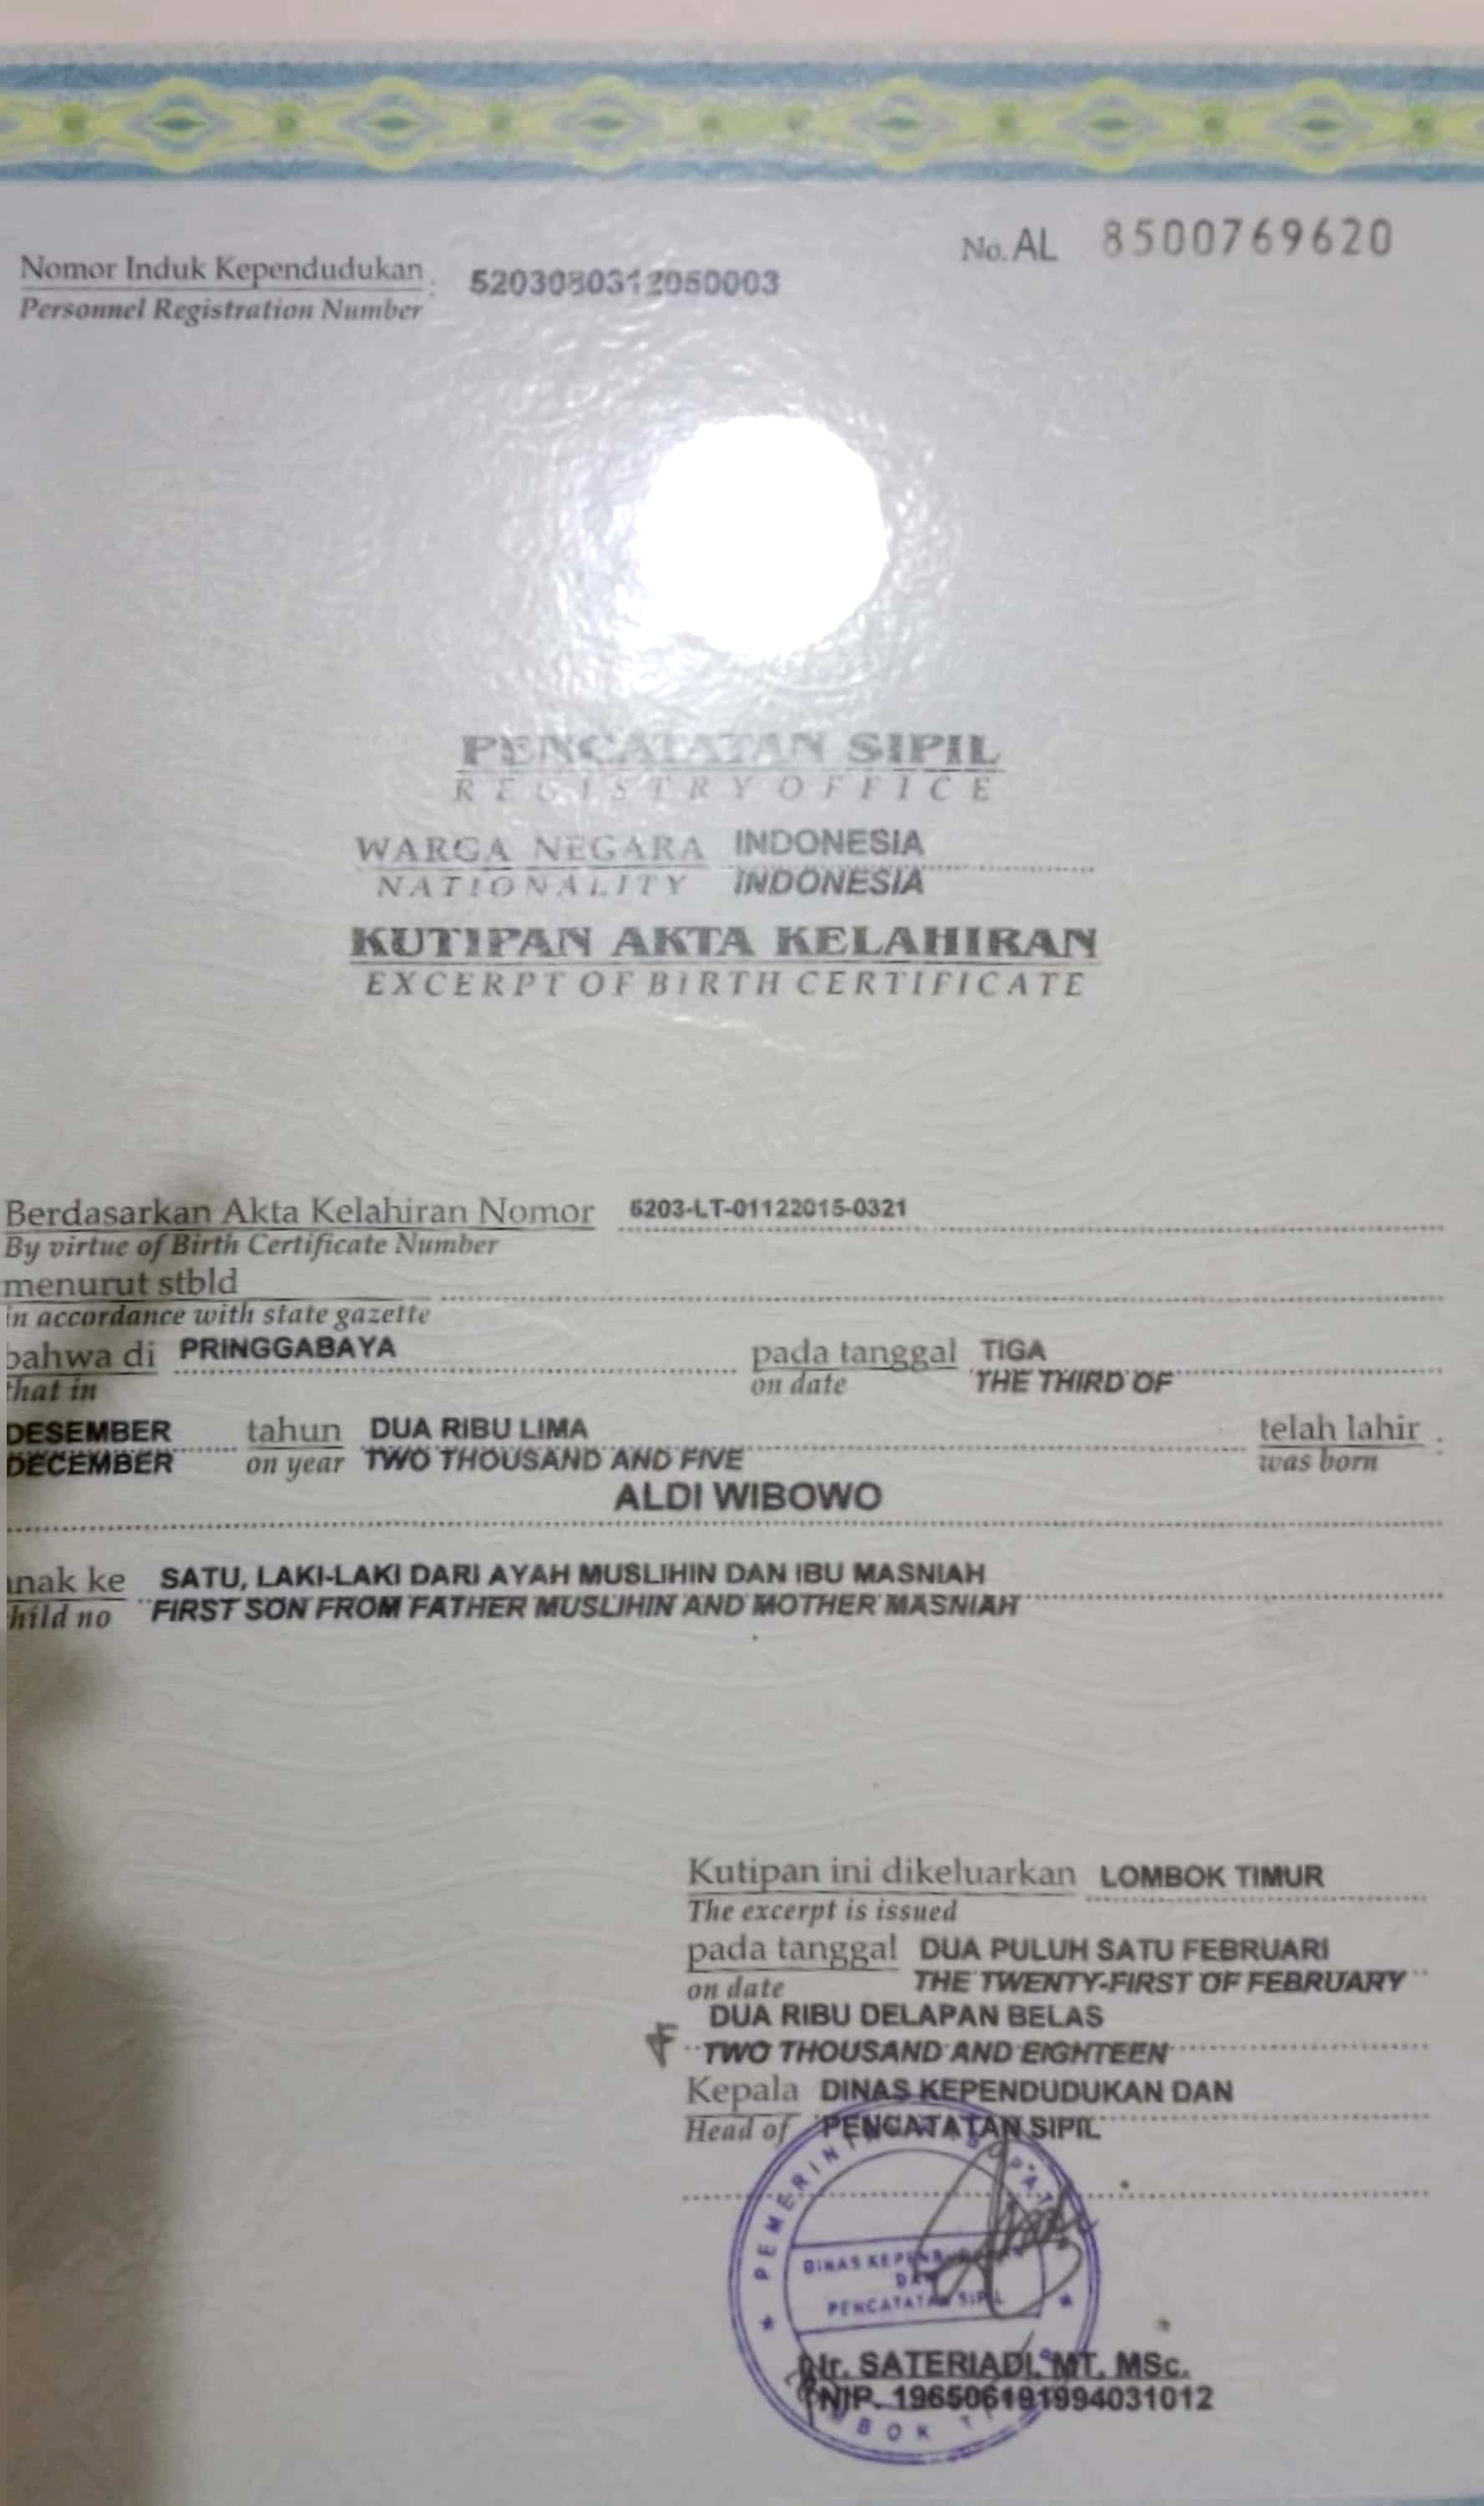 No. AL 8500769620
Nomor Induk Kependudukan : 5203080312050003
Personnel Registration Number
PENCATATAN SIPIL
REGISTRY OFFICE
WARGA NEGARA INDONESIA
NATIONALITY INDONESIA
KUTIPAN AKTA KELAHIRAN
EXCERPT OF BIRTH CERTIFICATE
Berdasarkan Akta Kelahiran Nomor 5203-LT-01122015-0321
By virtue of Birth Certificate Number
menurut stbld
in accordance with state gazette
bahwa di PRINGGABAYA pada tanggal TIGA
that in on date THE THIRD OF
DESEMBER tahun DUA RIBU LIMA telah lahir :
DECEMBER on year TWO THOUSAND AND FIVE was born
ALDI WIBOWO
anak ke SATU, LAKI-LAKI DARI AYAH MUSLIHIN DAN IBU MASNIAH
hild no FIRST SON FROM FATHER MUSLIHIN AND MOTHER MASNIAH
Kutipan ini dikeluarkan LOMBOK TIMUR
The excerpt is issued
pada tanggal DUA PULUH SATU FEBRUARI
on date THE TWENTY-FIRST OF FEBRUARY
DUA RIBU DELAPAN BELAS
TWO THOUSAND AND EIGHTEEN
Kepala DINAS KEPENDUDUKAN DAN
Head of PENCATATAN SIPIL
DINAS
DAN
PENCATATAN SIPIL
Ir. SATERIADI, MT. MSc.
NIP. 196506191994031012